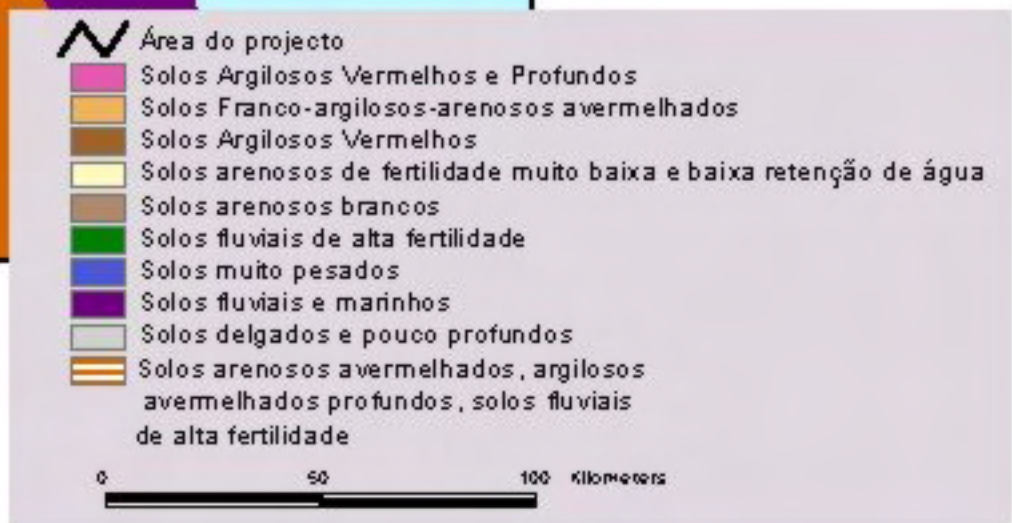 Área do projecto
Solos Argilosos Vermelhos e Profundos
Solos Franco-argilosos-arenosos avermelhados
Solos Argilosos Vermelhos
Solos arenosos de fertilidade muito baixa e baixa retenção de água
Solos arenosos brancos
Solos fluviais de alta fertilidade
Solos muito pesados
Solos fluviais e marinhos
Solos delgados e pouco profundos
Solos arenosos avermelhados, argilosos
avermelhados profundos, solos fluviais
de alta fertilidade
0 50 100 Kilometers